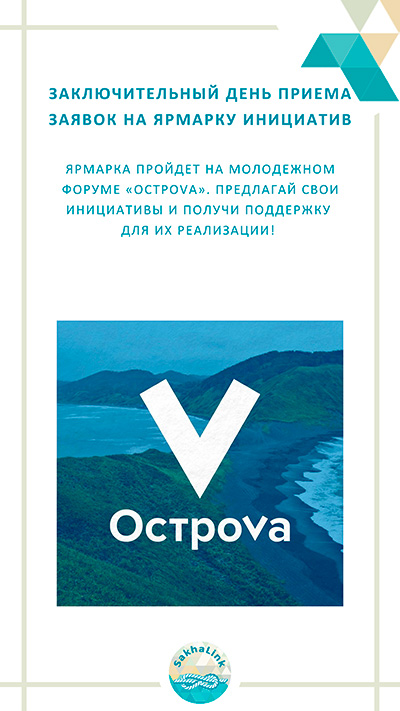 ЗАКЛЮЧИТЕЛЬНЫЙ ДЕНЬ ПРИЕМА
ЗАЯВОК НА ЯРМАРКУ ИНИЦИАТИВ
ЯРМАРКА ПРОЙДЕТ НА МОЛОДЕЖНОМ
ФОРУМЕ «ОСТРОVА». ПРЕДЛАГАЙ СВОИ
ИНИЦИАТИВЫ И ПОЛУЧИ ПОДДЕРЖКУ
ДЛЯ ИХ РЕАЛИЗАЦИИ!
V
Острovа
SakhaLink